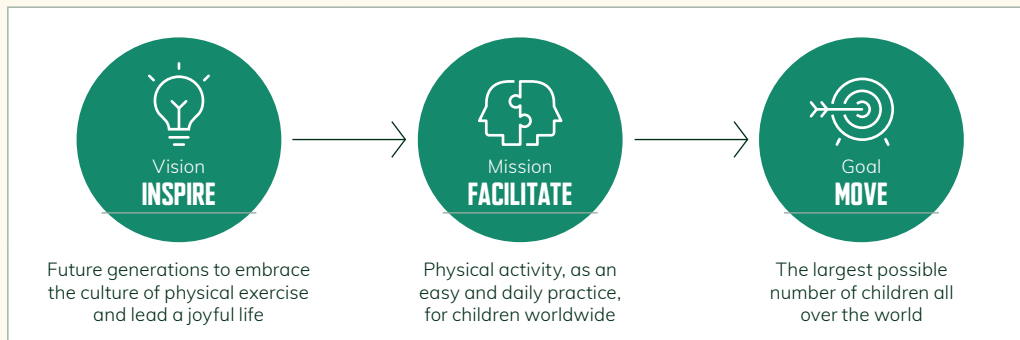 Vision
INSPIRE
Future generations to embrace
the culture of physical exercise
and lead a joyful life
Mission
FACILITATE
Physical activity, as an
easy and daily practice,
for children worldwide
Goal
MOVE
The largest possible
number of children all
over the world